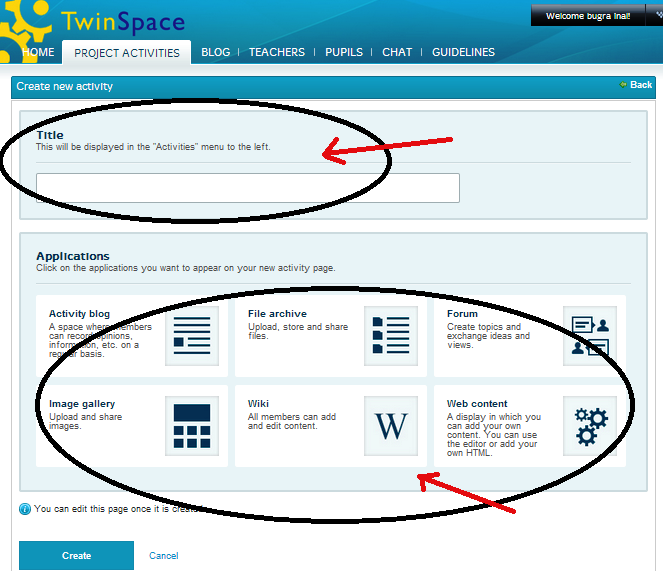 TwinSpace
Welcome bugra Inal!
HOME PROJECT ACTIVITIES BLOG TEACHERS PUPILS CHAT GUIDELINES
Create new activity
Back
Title
This will be displayed in the "Activities" menu to the left.
Applications
Click on the applications you want to appear on your new activity page.
Activity blog
A space where members
can record opinions,
information, etc. on a
regular basis.
File archive
Upload, store and share
files.
Forum
Create topics and
exchange ideas and
views.
Image gallery
Upload and share
images.
Wiki
All members can add
and edit content.
W
Web content
A display in which you
can add your own
content. You can use
the editor or add your
own HTML.
i You can edit this page once it is created.
Create Cancel